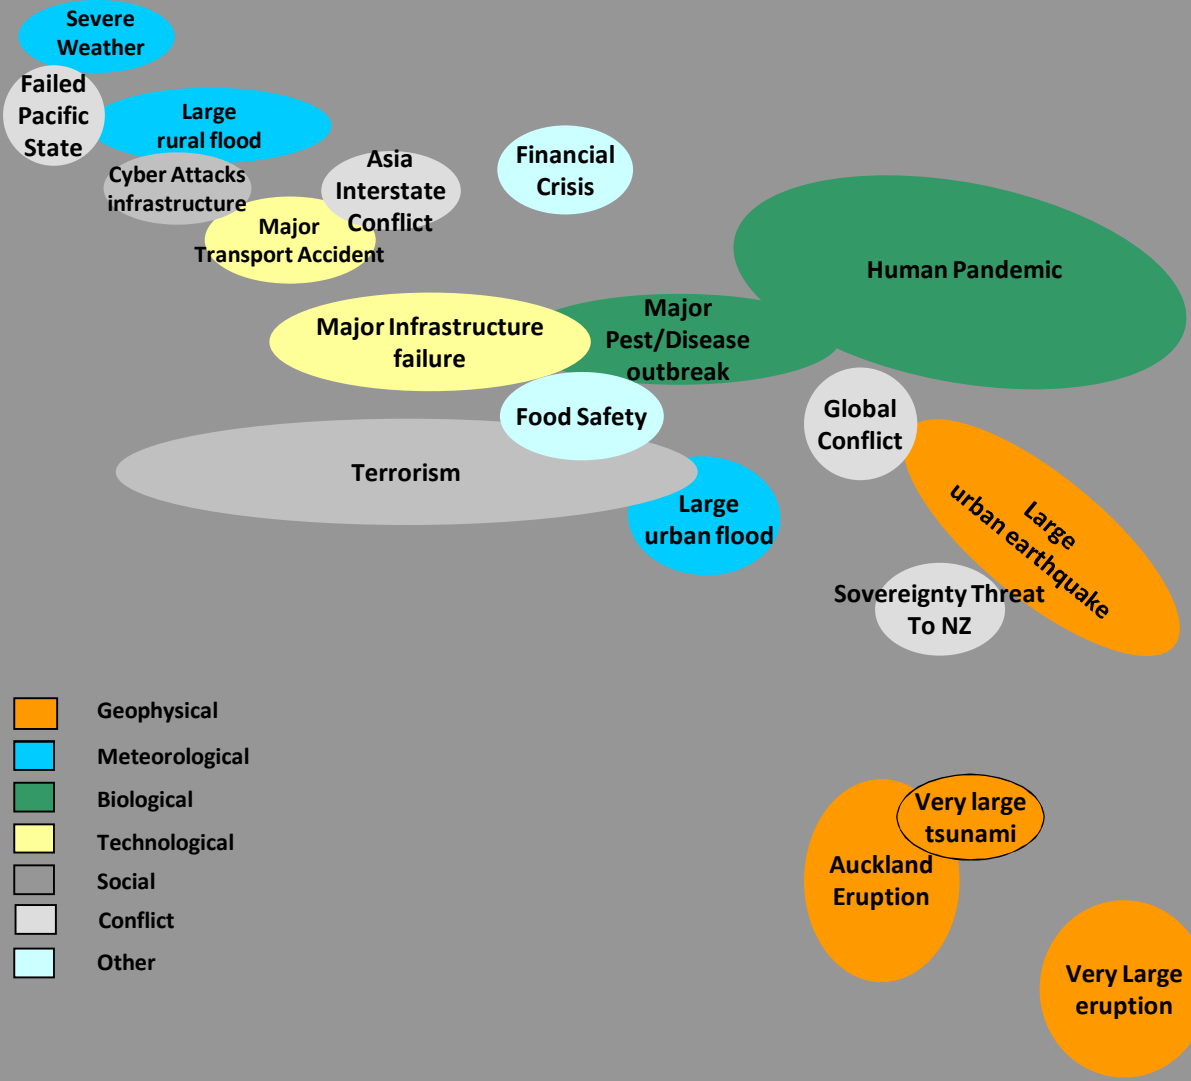 Severe
Weather
Failed
Pacific
State
Large
rural flood
Cyber Attacks
infrastructure
Asia
Interstate
Conflict
Financial
Crisis
Major
Transport Accident
Human Pandemic
Major Infrastructure
failure
Major
Pest/Disease
outbreak
Food Safety
Global
Conflict
Terrorism
Large
urban flood
Large
urban earthquake
Sovereignty Threat
To NZ
Geophysical
Meteorological
Biological
Technological
Social
Conflict
Other
Very large
tsunami
Auckland
Eruption
Very Large
eruption